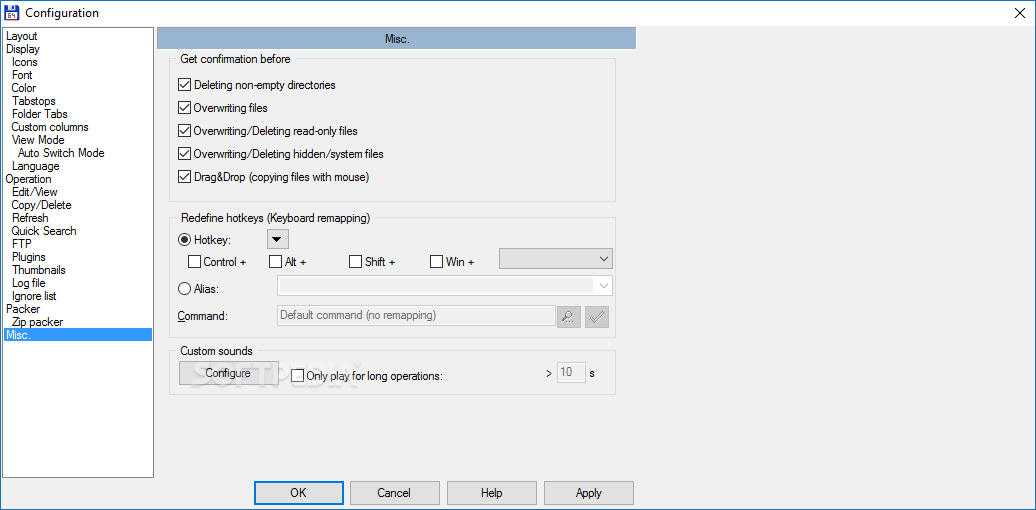 64
Configuration
Layout
Display
Icons
Font
Color
Tabstops
Folder Tabs
Custom columns
View Mode
Auto Switch Mode
Language
Operation
Edit/View
Copy/Delete
Refresh
Quick Search
FTP
Plugins
Thumbnails
Log file
Ignore list
Packer
Zip packer
Misc.
Misc.
Get confirmation before
Deleting non-empty directories
Overwriting files
Overwriting/Deleting read-only files
Overwriting/Deleting hidden/system files
Drag&Drop (copying files with mouse)
Redefine hotkeys (Keyboard remapping)
Hotkey:
Control + Alt + Shift + Win +
Alias:
Command: Default command (no remapping)
Custom sounds
SOFTPEDIA
Configure Only play for long operations: > 10 s
OK Cancel Help Apply